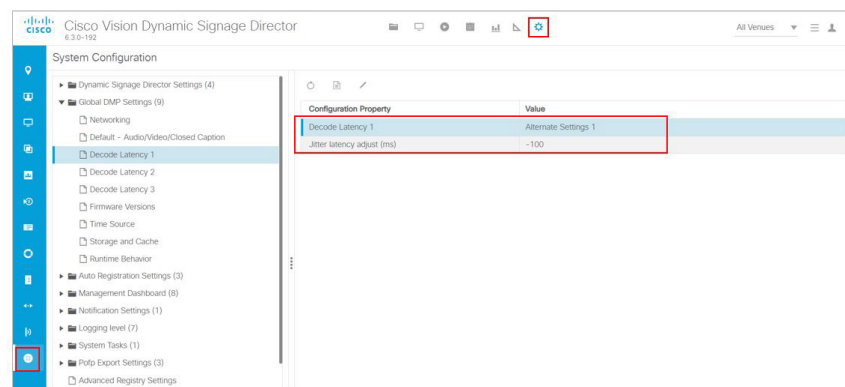 CISCO
Cisco Vision Dynamic Signage Director
6.3.0-192
All Venues
System Configuration
Dynamic Signage Director Settings (4)
Global DMP Settings (9)
Networking
Default - Audio/Video/Closed Caption
Decode Latency 1
Decode Latency 2
Decode Latency 3
Firmware Versions
Time Source
Storage and Cache
Runtime Behavior
Auto Registration Settings (3)
Management Dashboard (8)
Notification Settings (1)
Logging level (7)
System Tasks (1)
Pofp Export Settings (3)
Advanced Registry Settings
Configuration Property Value
Decode Latency 1 Alternate Settings 1
Jitter latency adjust (ms) -100